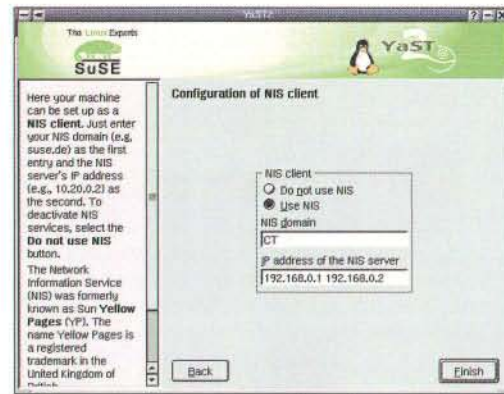 YaST2
The Linux Experts
SuSE
YaST
Here your machine
can be set up as a
NIS client. Just enter
your NIS domain (e.g,
suse.de) as the first
entry and the NIS
server's IP address
(e.g., 10.20.0.2) as
the second. To
deactivate NIS
services, select the
Do not use NIS
button.
The Network
Information Service
(NIS) was formerly
known as Sun Yellow
Pages (YP). The
name Yellow Pages is
a registered
trademark in the
United Kingdom of
Configuration of NIS client
NIS client
Do not use NIS
Use NIS
NIS domain
CT
IP address of the NIS server
192.168.0.1 192.168.0.2
Back
Finish